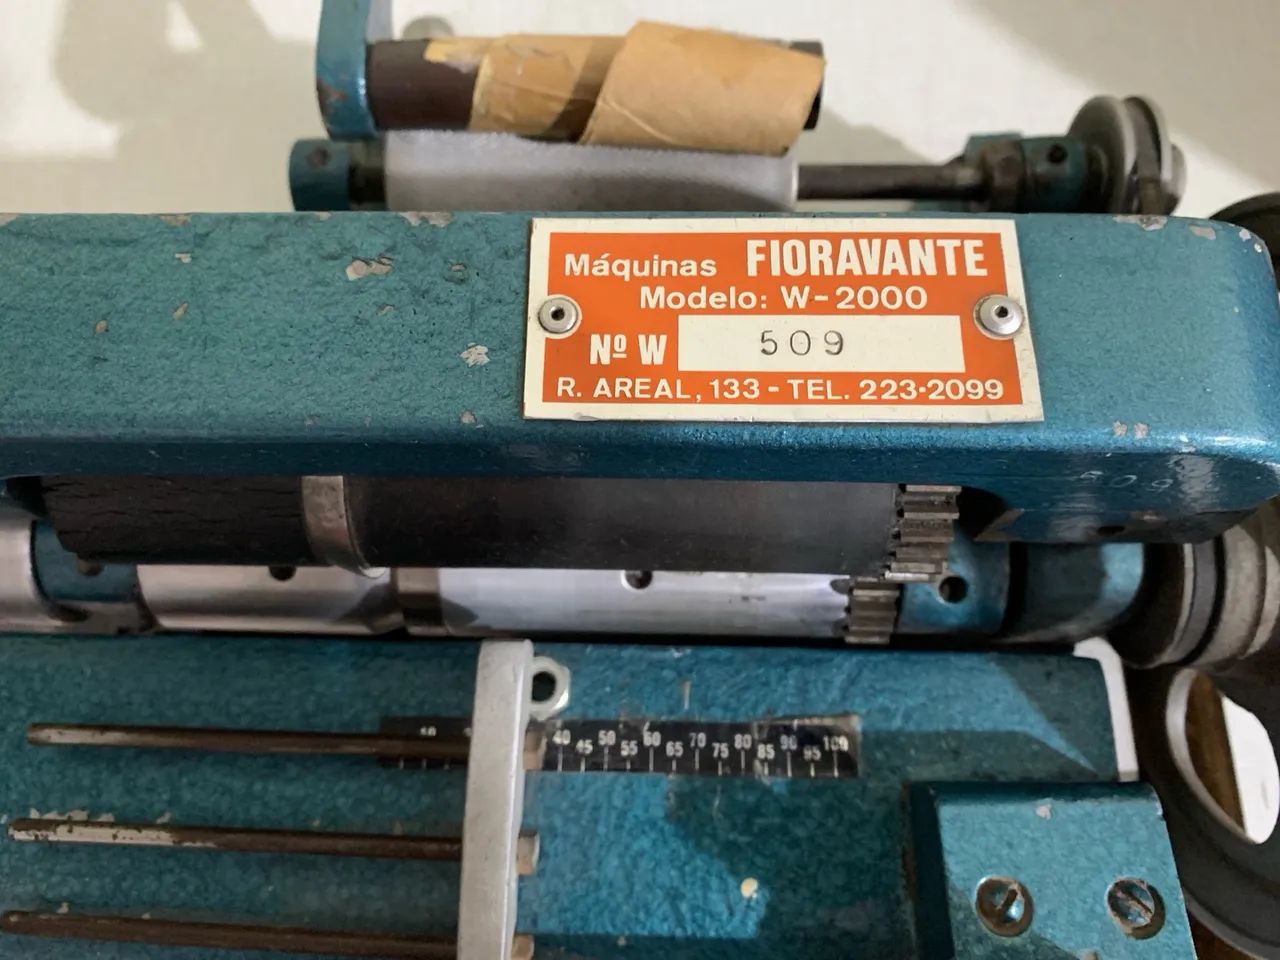 Máquinas FIORAVANTE
Modelo: W-2000
Nº W 509
R. AREAL, 133 - TEL. 223-2099
509
40 50 60 70 80 90 100
45 55 65 75 85 95